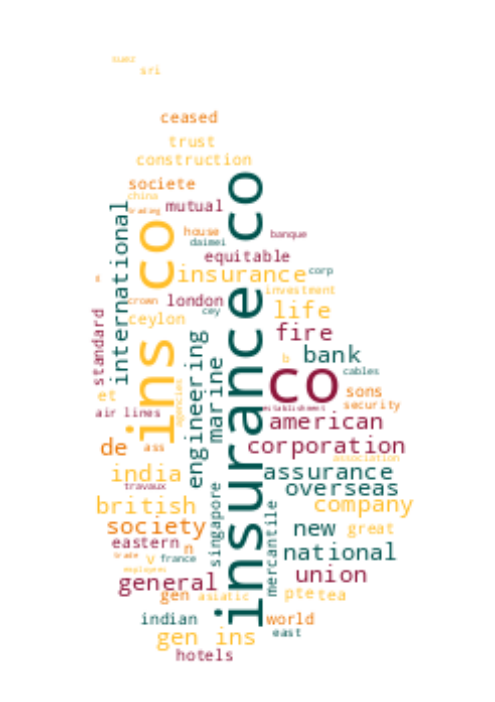 suez
sri
ceased
trust
construction
societe
china
trading
mutual
international
ins co
insurance co
house
daimei
banque
equitable
insurance
corp
investment
crown
london
cey
life
ceylon
fire
standard
engineering
marine
b
bank
cables
co
et
agencies
sons
establishment
security
air lines
american
de
ass
corporation
association
india
assurance
travaux
overseas
british
singapore
mercantile
company
society
new
great
eastern
n
national
trade
v
france
employers
union
general
gen
asiatic
pte
tea
indian
world
gen ins
east
hotels